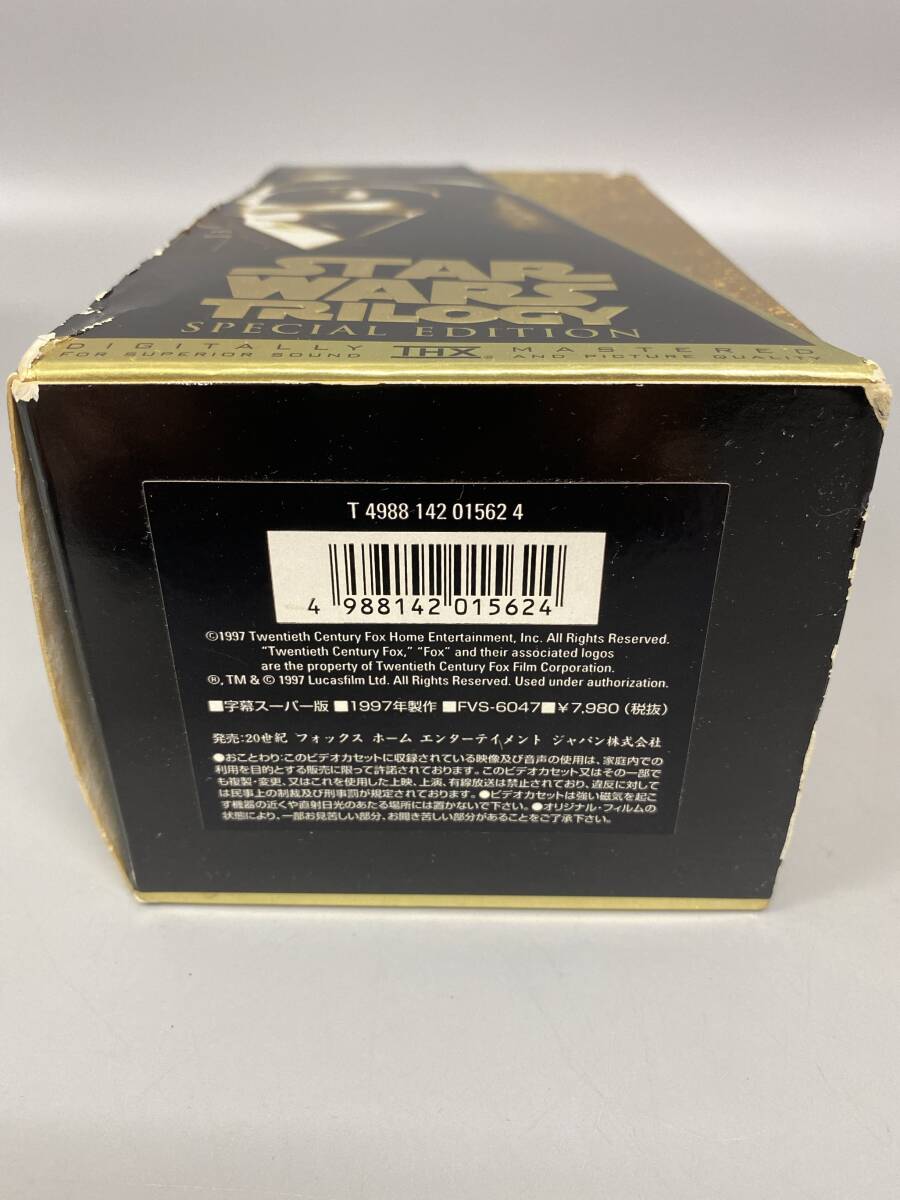 STAR
WARS
TRILOGY
SPECIAL EDITION
DIGITALLY THX MASTERED
FOR SUPERIOR SOUND AND PICTURE QUALITY
T 4988 142 01562 4
4 988142 015624
©1997 Twentieth Century Fox Home Entertainment, Inc. All Rights Reserved.
"Twentieth Century Fox," "Fox" and their associated logos
are the property of Twentieth Century Fox Film Corporation.
®, TM & © 1997 Lucasfilm Ltd. All Rights Reserved. Used under authorization.
■字幕スーパー版 ■1997年製作 ■FVS-6047 ■¥7,980 (税抜)
発売:20世紀 フォックス ホーム エンターテイメント ジャパン株式会社
●おことわり:このビデオカセットに収録されている映像及び音声の使用は、家庭内での
利用を目的とする販売に限って許諾されております。このビデオカセット又はその一部で
も複製・変更、又はこれを使用した上映、上演、有線放送は禁止されており、違反に対して
は民事上の制裁及び刑事罰が規定されております。●ビデオカセットは強い磁気を起こ
す機器の近くや直射日光のあたる場所には置かないで下さい。●オリジナル・フィルムの
状態により、一部お見苦しい部分、お聞き苦しい部分があることをご了承下さい。